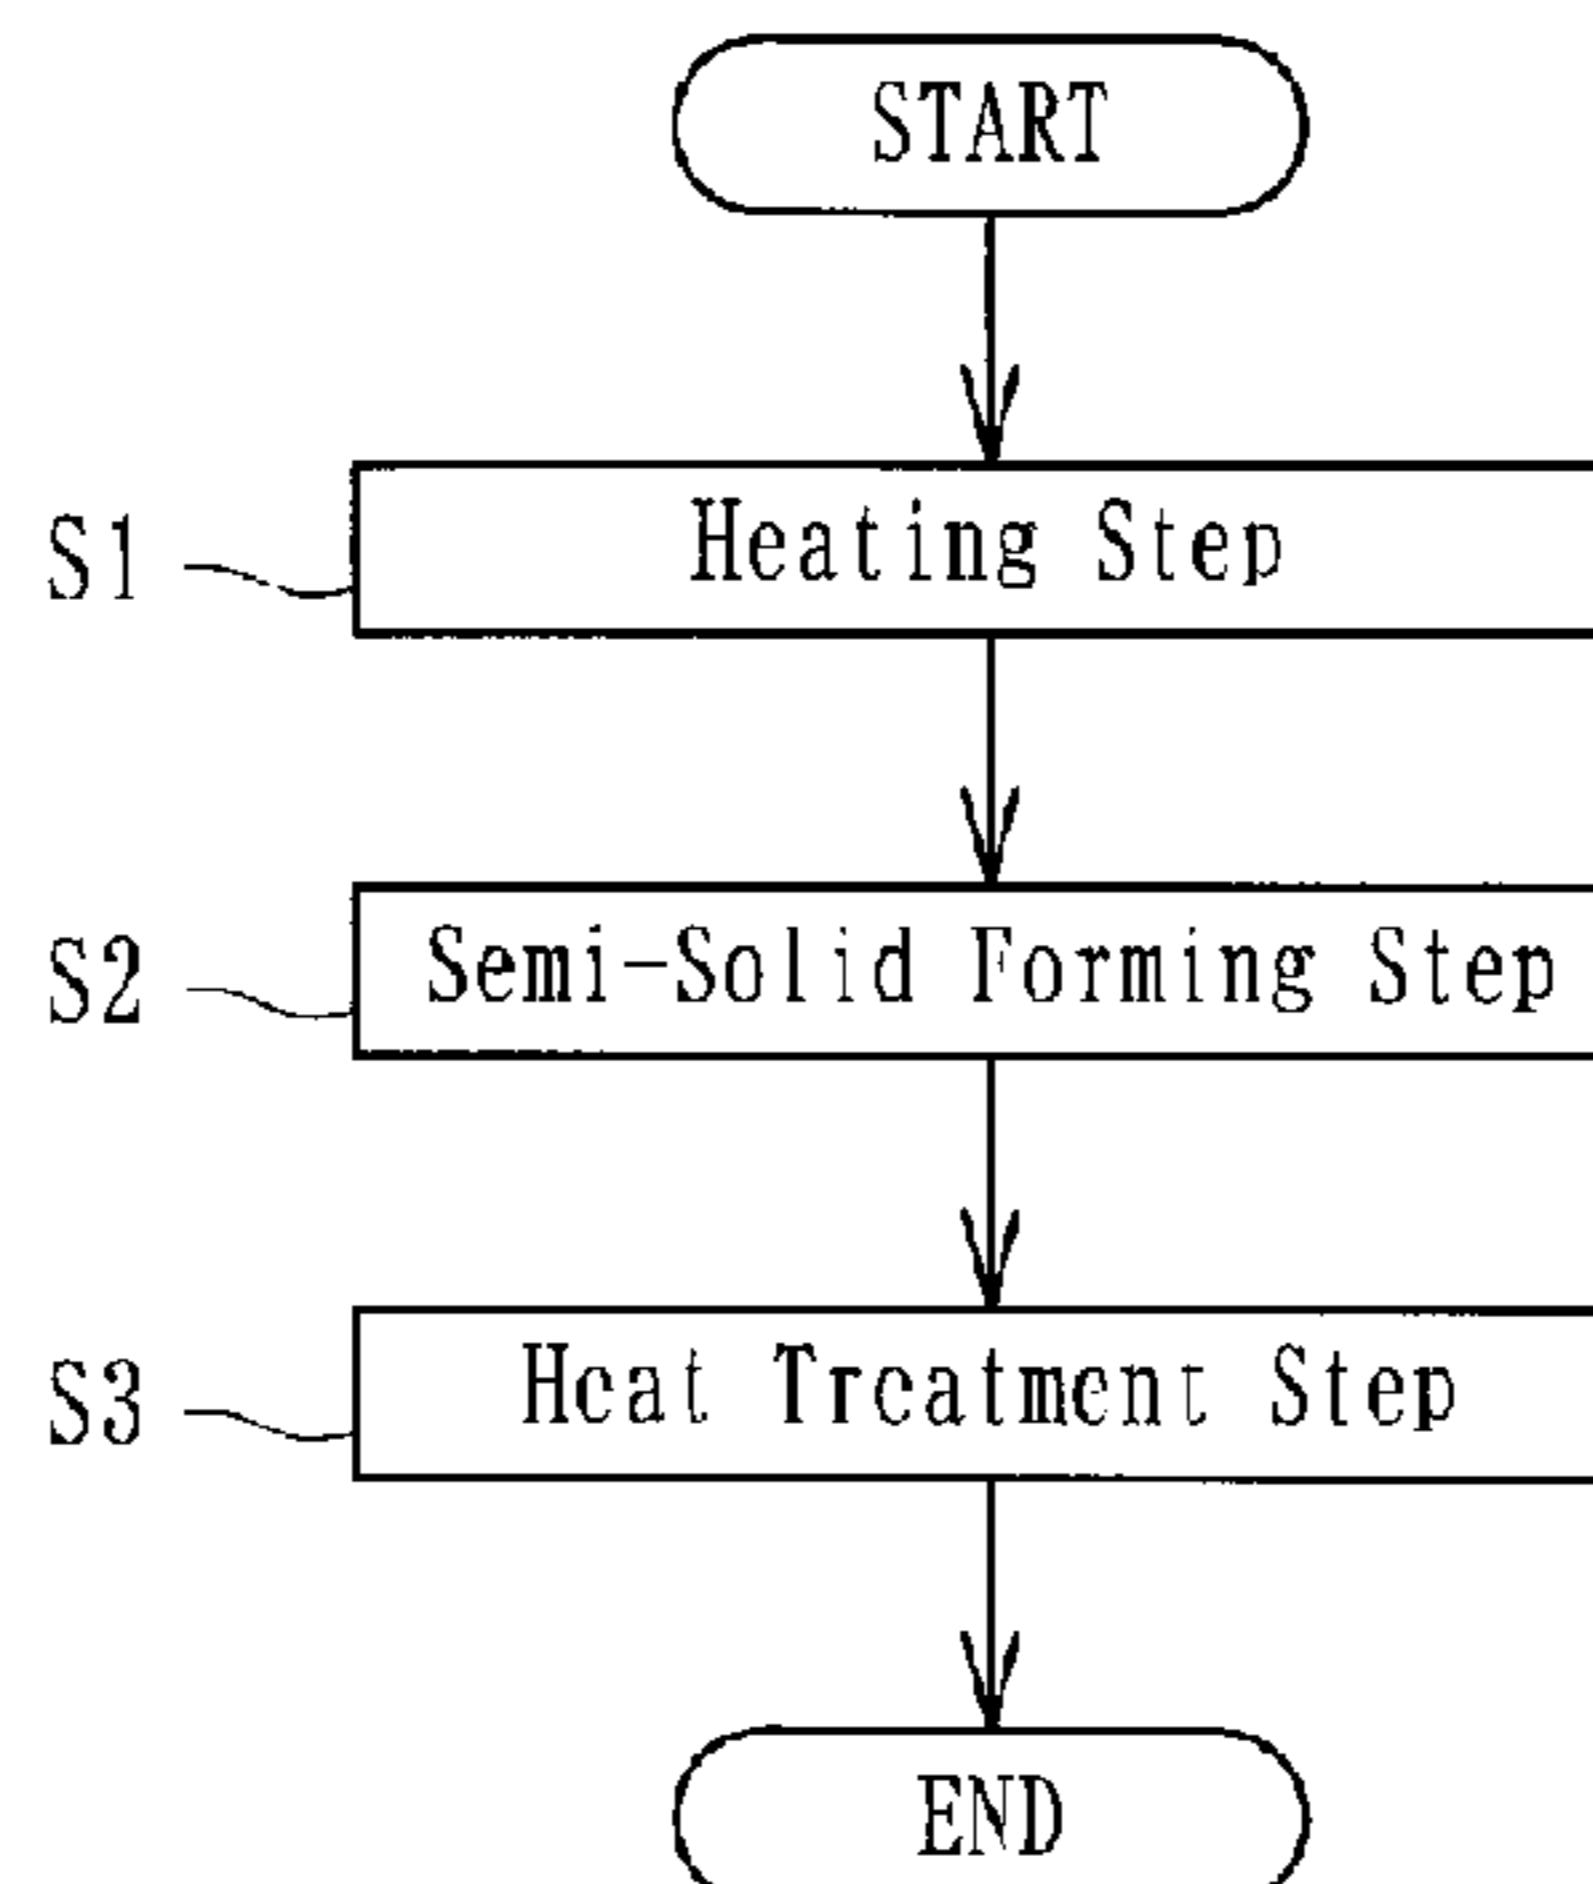 START
S1 Heating Step
S2 Semi-Solid Forming Step
S3 Heat Treatment Step
END